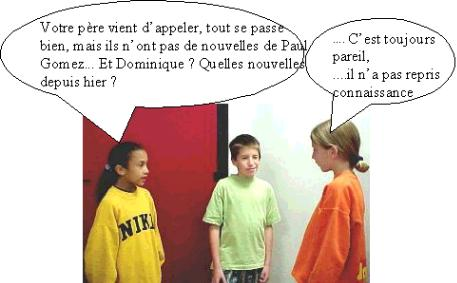 Votre père vient d'appeler, tout se passe
bien, mais ils n'ont pas de nouvelles de Paul
Gomez... Et Dominique ? Quelles nouvelles
depuis hier ?
.... C'est toujours
pareil,
....il n'a pas repris
connaissance
NIKE